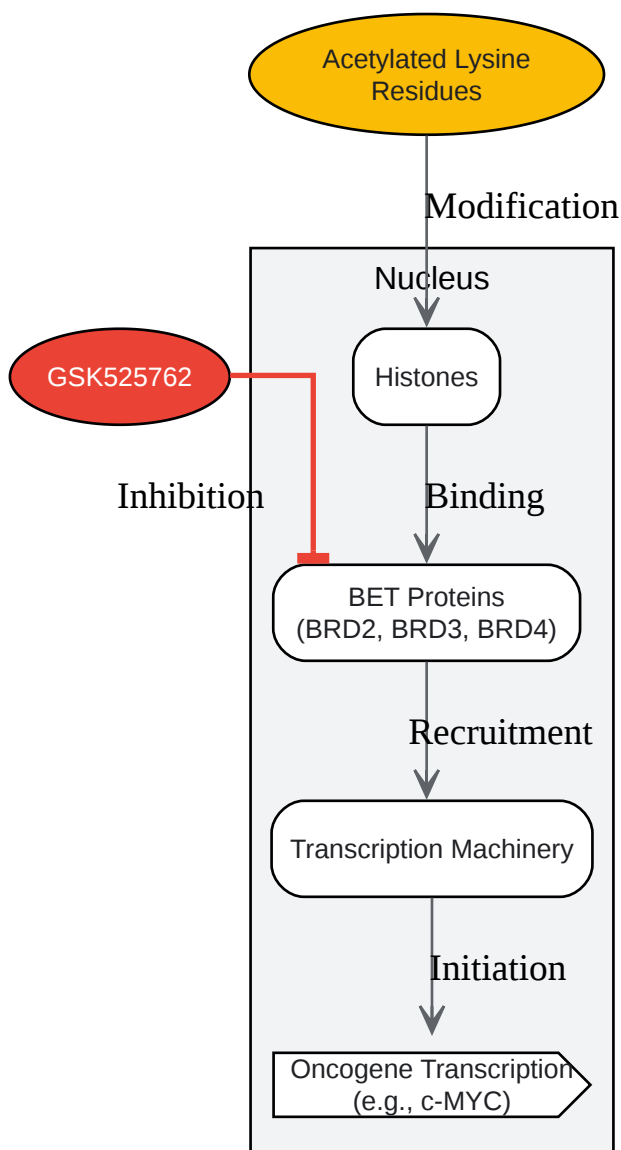 Acetylated Lysine
Residues
Modification
Nucleus
GSK525762
Histones
Inhibition
Binding
BET Proteins
(BRD2, BRD3, BRD4)
Recruitment
Transcription Machinery
Initiation
Oncogene Transcription
(e.g., c-MYC)